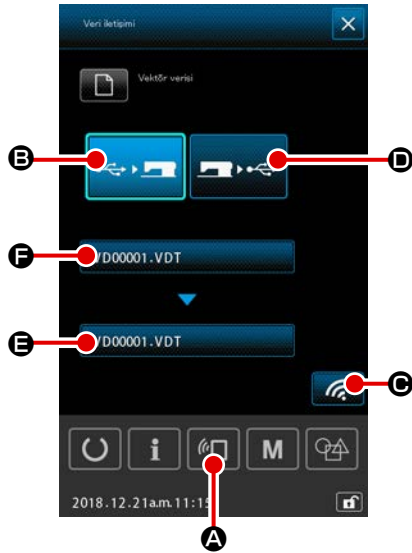 Veri iletişimi
Vektör verisi
B
D
F
VD00001.VDT
E
VD00001.VDT
C
i
M
2018.12.21a.m.11:15
A